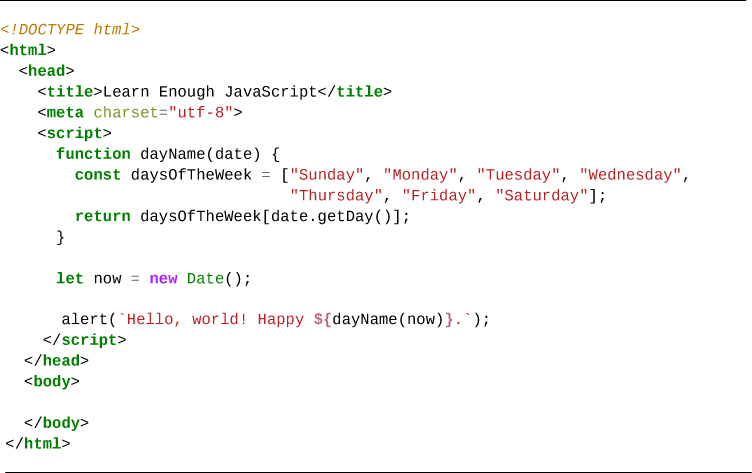 <!DOCTYPE html>
<html>
  <head>
    <title>Learn Enough JavaScript</title>
    <meta charset="utf-8">
    <script>
      function dayName(date) {
        const daysOfTheWeek = ["Sunday", "Monday", "Tuesday", "Wednesday",
                               "Thursday", "Friday", "Saturday"];
        return daysOfTheWeek[date.getDay()];
      }
      let now = new Date();
      alert(`Hello, world! Happy ${dayName(now)}.`);
    </script>
  </head>
  <body>
  </body>
</html>